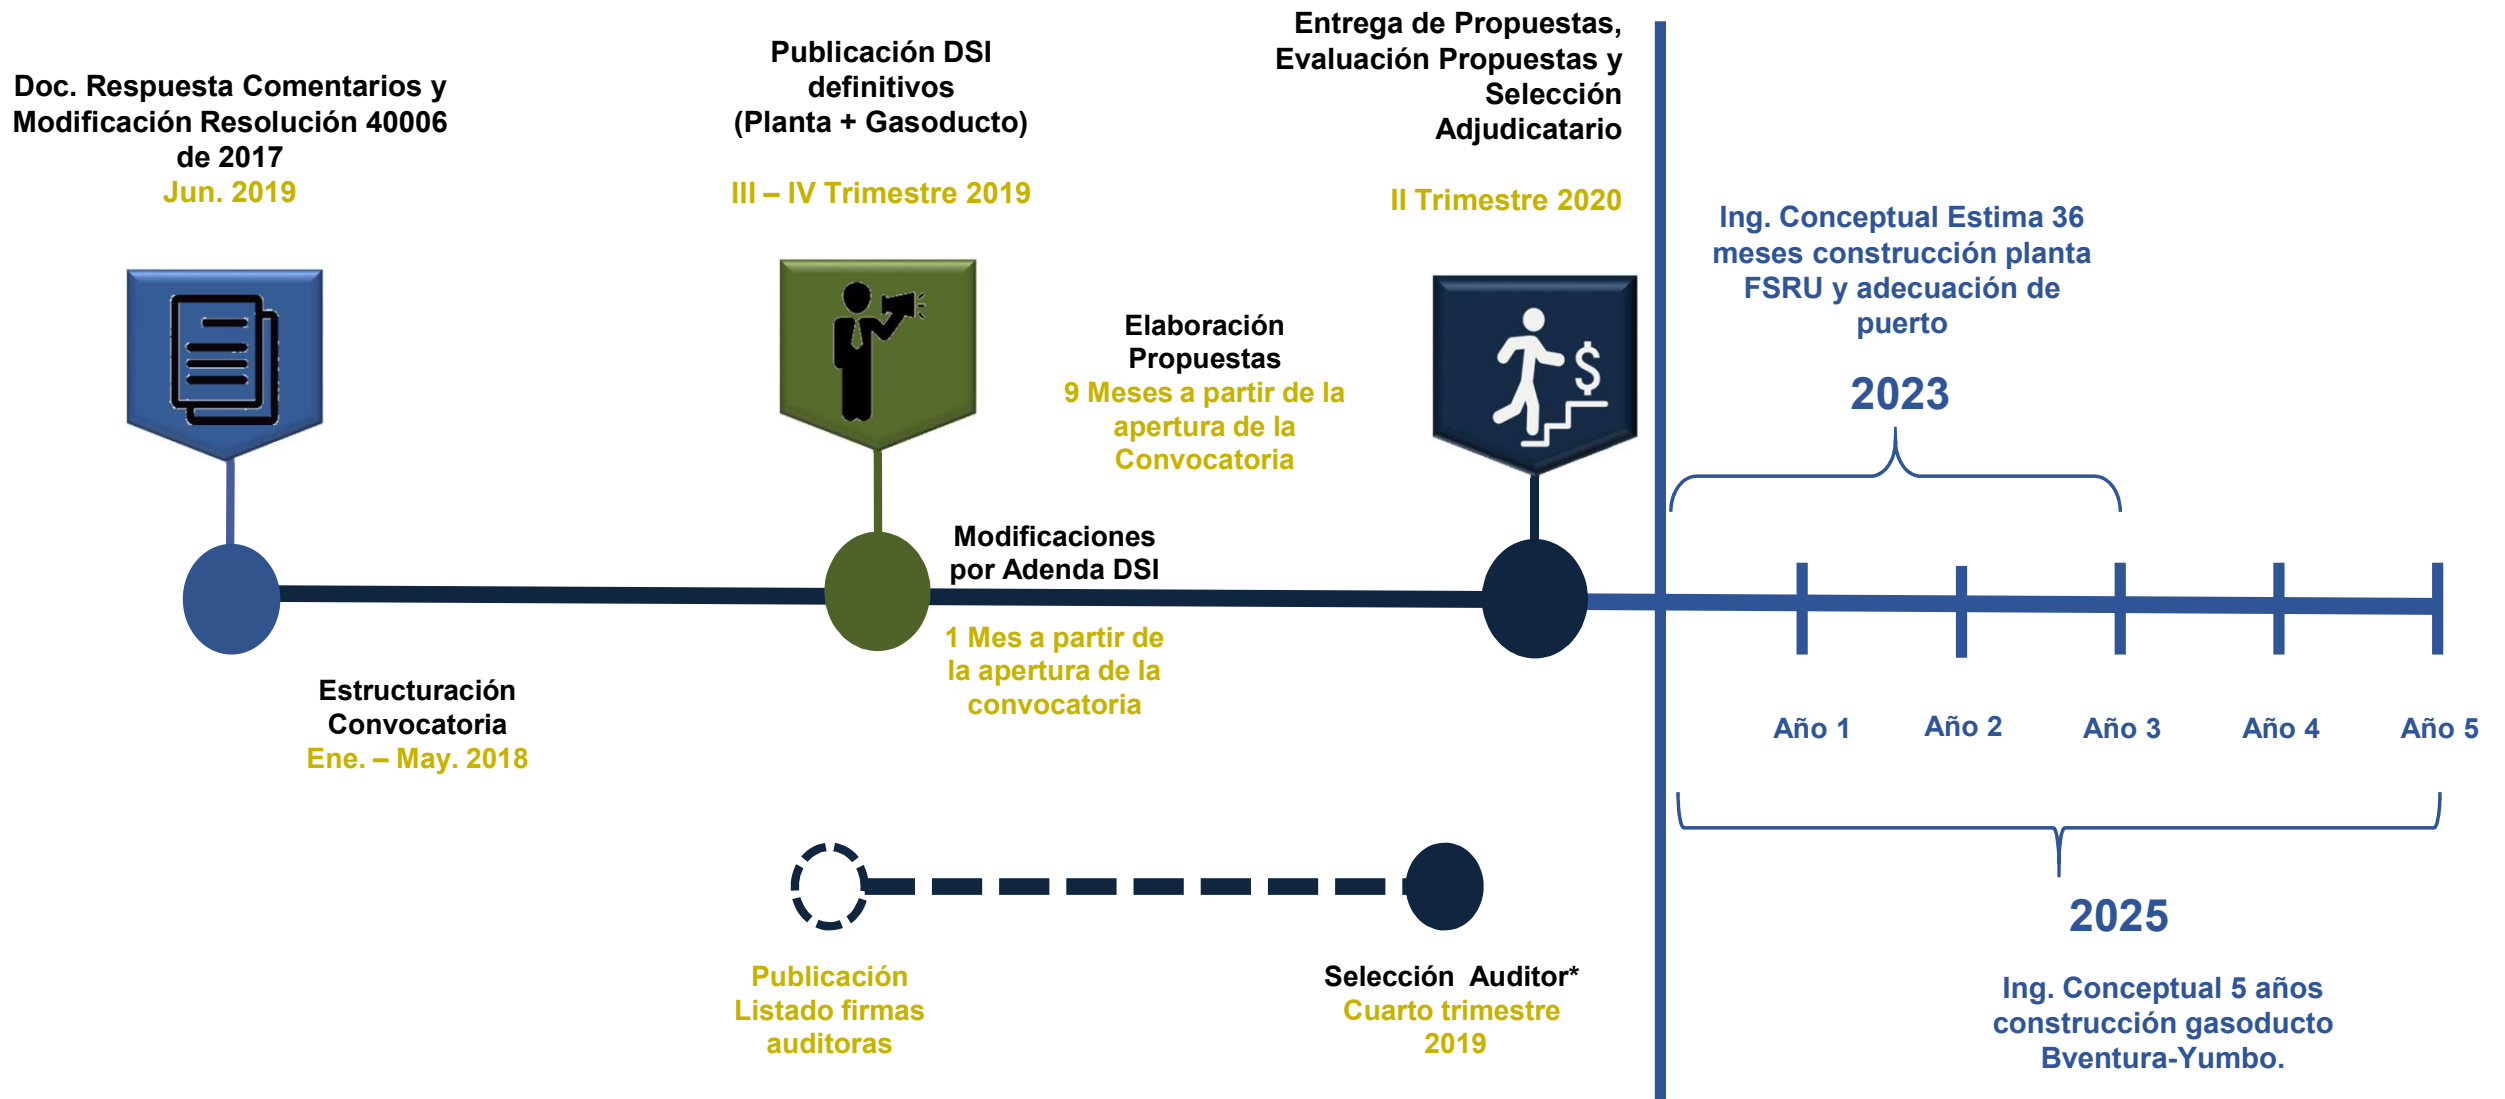 Doc. Respuesta Comentarios y
Modificación Resolución 40006
de 2017
Jun. 2019
Publicación DSI
definitivos
(Planta + Gasoducto)
III – IV Trimestre 2019
Entrega de Propuestas,
Evaluación Propuestas y
Selección
Adjudicatario
II Trimestre 2020
Ing. Conceptual Estima 36
meses construcción planta
FSRU y adecuación de
puerto
2023
Elaboración
Propuestas
9 Meses a partir de la
apertura de la
Convocatoria
$
Modificaciones
por Adenda DSI
1 Mes a partir de
la apertura de la
convocatoria
Estructuración
Convocatoria
Ene. – May. 2018
Año 1
Año 2
Año 3
Año 4
Año 5
Publicación
Listado firmas
auditoras
Selección  Auditor*
Cuarto trimestre
2019
2025
Ing. Conceptual 5 años
construcción gasoducto
Bventura-Yumbo.